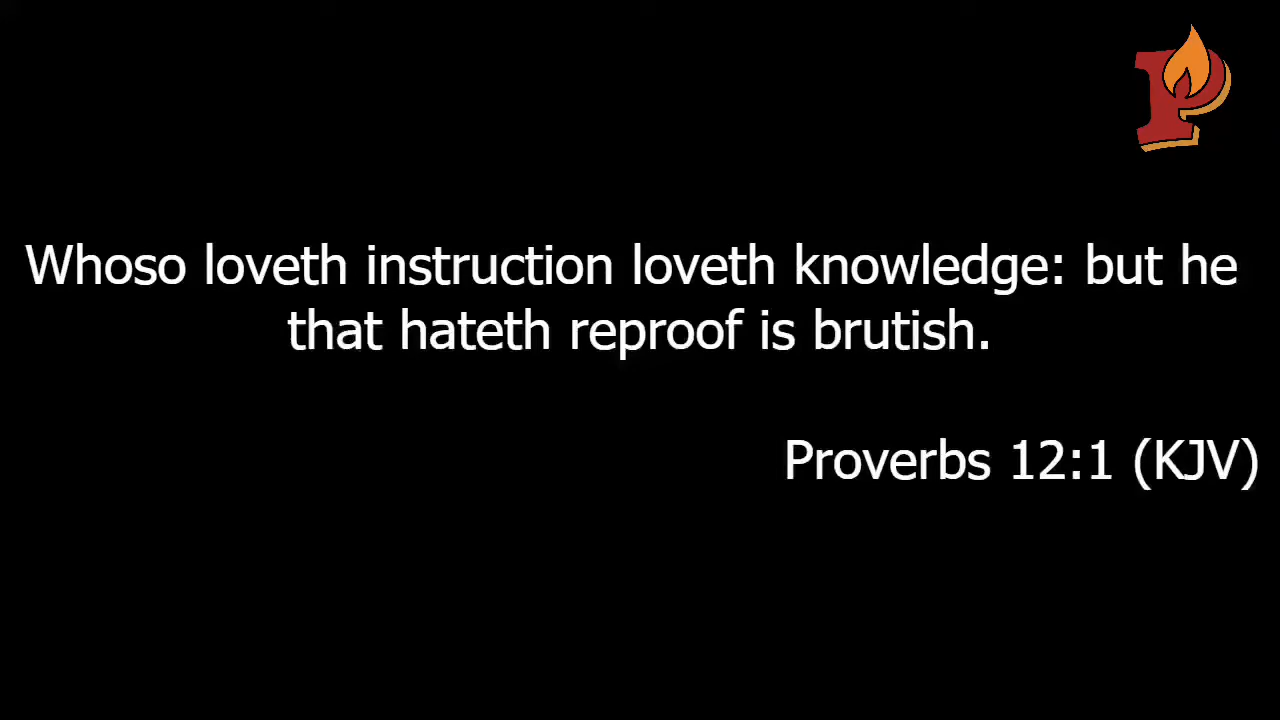 P
Whoso loveth instruction loveth knowledge: but he
that hateth reproof is brutish.
Proverbs 12:1 (KJV)